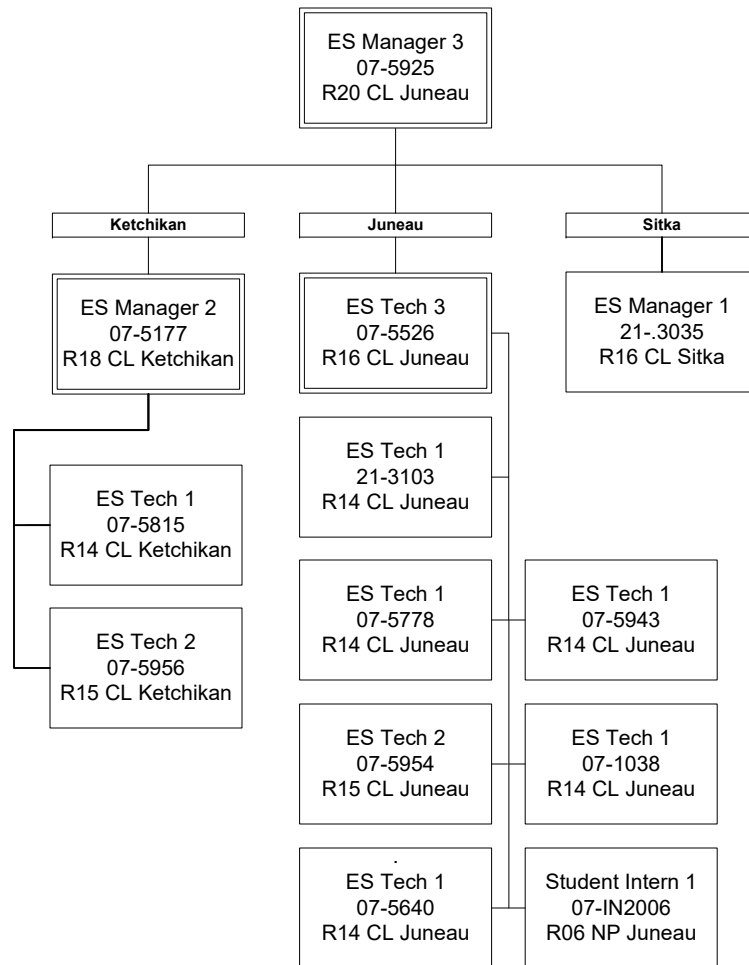 ES Manager 3
07-5925
R20 CL Juneau
Ketchikan
Juneau
Sitka
ES Manager 2
07-5177
R18 CL Ketchikan
ES Tech 3
07-5526
R16 CL Juneau
ES Manager 1
21-.3035
R16 CL Sitka
ES Tech 1
21-3103
R14 CL Juneau
ES Tech 1
07-5815
R14 CL Ketchikan
ES Tech 1
07-5778
R14 CL Juneau
ES Tech 1
07-5943
R14 CL Juneau
ES Tech 2
07-5956
R15 CL Ketchikan
ES Tech 2
07-5954
R15 CL Juneau
ES Tech 1
07-1038
R14 CL Juneau
.
ES Tech 1
07-5640
R14 CL Juneau
Student Intern 1
07-IN2006
R06 NP Juneau